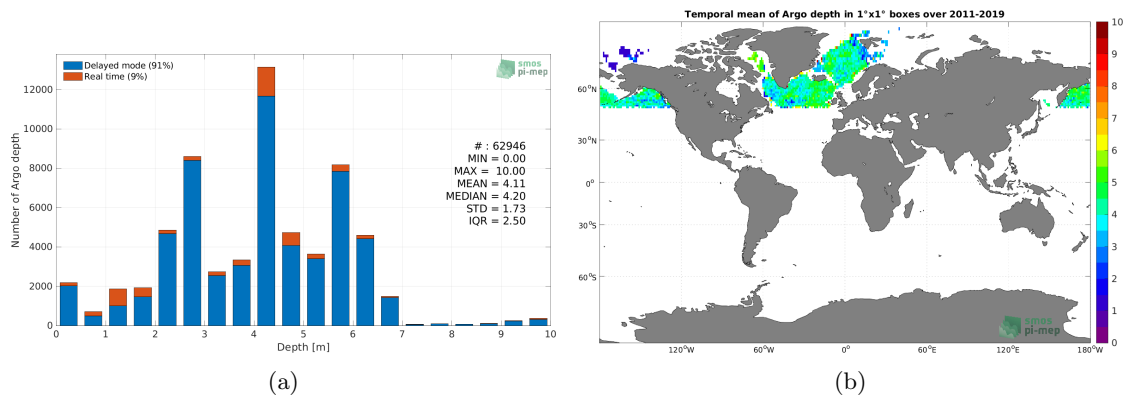 Temporal mean of Argo depth in 1°x1° boxes over 2011-2019
Delayed mode (91%)
Real time (9%)
smos
pi-mep
# : 62946
MIN = 0.00
MAX = 10.00
MEAN = 4.11
MEDIAN = 4.20
STD = 1.73
IQR = 2.50
Number of Argo depth
12000
10000
8000
6000
4000
2000
0
0 1 2 3 4 5 6 7 8 9 10
Depth [m]
(a)
60°N
30°N
0°
30°S
60°S
120°W 60°W 0° 60°E 120°E 180°W
smos
pi-mep
10
9
8
7
6
5
4
3
2
1
0
(b)